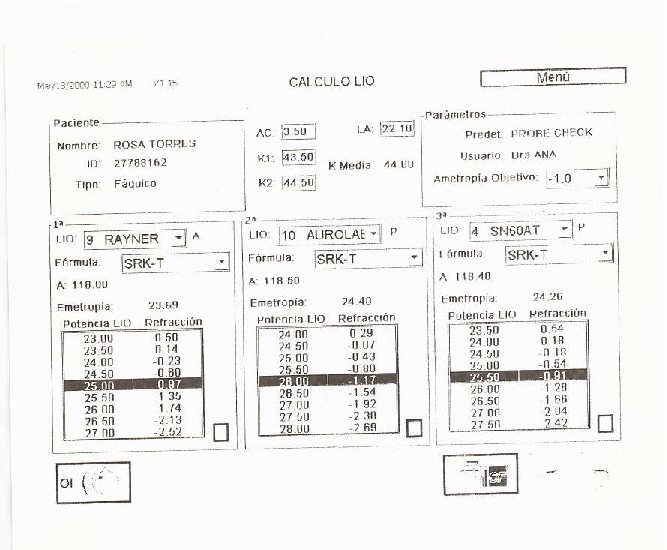 Mar/13/2000 11:29 AM V1.15
CALCULO LIO
Menú
Paciente
Nombre: ROSA TORRES
ID: 27788162
Tipo: Fáquico
AC: 3.50
LA: 22.18
K1: 43.50
K Media 44.00
K2: 44.50
Parámetros
Predet: PROBE CHECK
Usuario: Dra ANA
Ametropía Objetivo: -1.0
1ª
LIO: 9 RAYNER A
Fórmula: SRK-T
A: 118.00
Emetropía: 23.69
Potencia LIO Refracción
23.00 0.50
23.50 0.14
24.00 -0.23
24.50 -0.60
25.00 0.97
25.50 1.35
26.00 1.74
26.50 -2.13
27.00 -2.52
2ª
LIO: 10 AUROLAB P
Fórmula: SRK-T
A: 118.50
Emetropía: 24.40
Potencia LIO Refracción
24.00 0.29
24.50 -0.07
25.00 -0.43
25.50 -0.80
26.00 -1.17
26.50 -1.54
27.00 -1.92
27.50 -2.30
28.00 -2.69
3ª
LIO: 4 SN60AT P
Fórmula: SRK-T
A: 118.40
Emetropía: 24.26
Potencia LIO Refracción
23.50 0.54
24.00 0.18
24.50 -0.18
25.00 -0.54
25.50 -0.91
26.00 1.28
26.50 1.66
27.00 2.04
27.50 2.42
OI